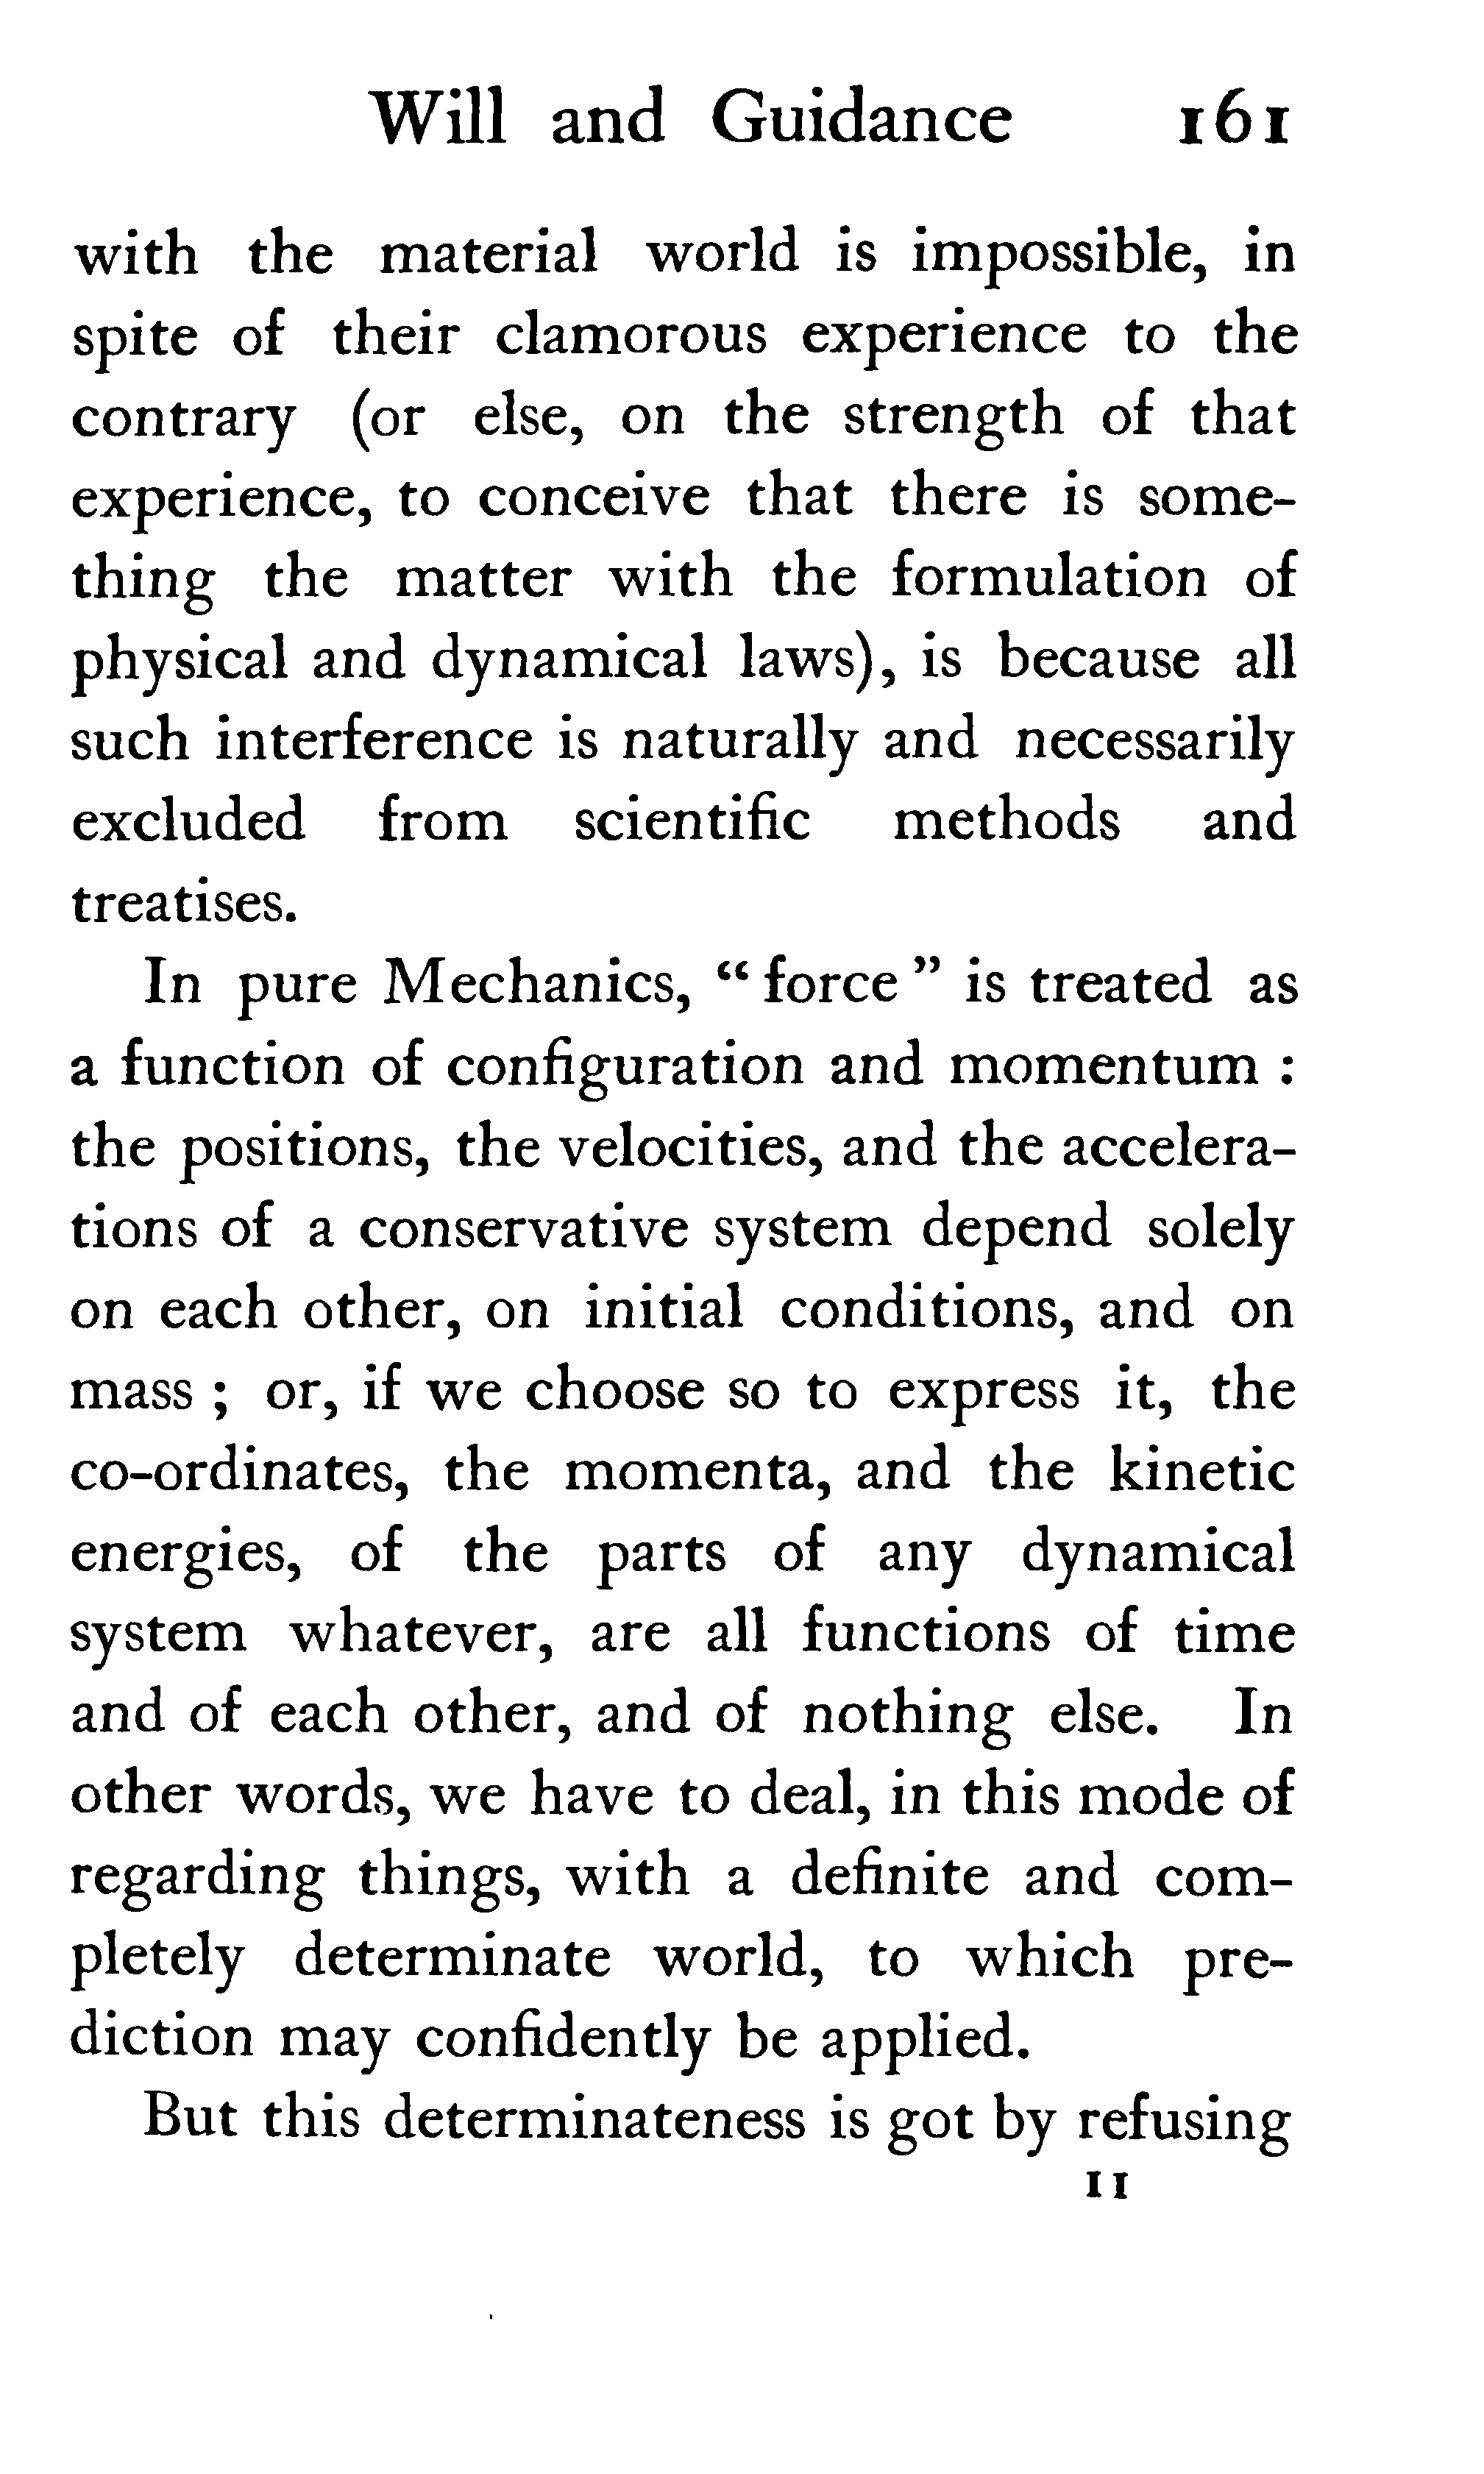 Will and Guidance 161
with the material world is impossible, in
spite of their clamorous experience to the
contrary (or else, on the strength of that
experience, to conceive that there is some-
thing the matter with the formulation of
physical and dynamical laws), is because all
such interference is naturally and necessarily
excluded from scientific methods and
treatises.
In pure Mechanics, “ force ” is treated as
a function of configuration and momentum :
the positions, the velocities, and the accelera-
tions of a conservative system depend solely
on each other, on initial conditions, and on
mass ; or, if we choose so to express it, the
co-ordinates, the momenta, and the kinetic
energies, of the parts of any dynamical
system whatever, are all functions of time
and of each other, and of nothing else. In
other words, we have to deal, in this mode of
regarding things, with a definite and com-
pletely determinate world, to which pre-
diction may confidently be applied.
But this determinateness is got by refusing
11